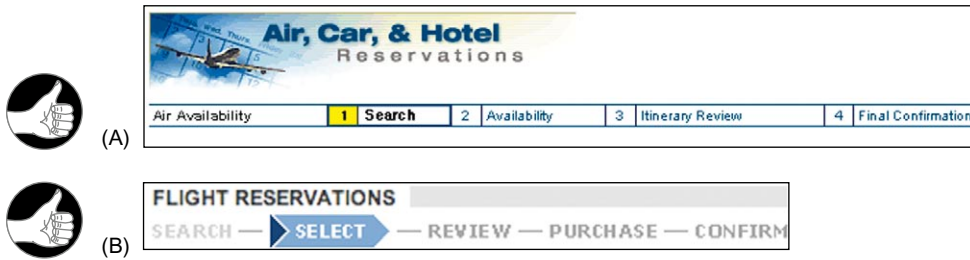 Air, Car, & Hotel
Reservations
Air Availability 1 Search 2 Availability 3 Itinerary Review 4 Final Confirmation
(A)
FLIGHT RESERVATIONS
SEARCH — SELECT — REVIEW — PURCHASE — CONFIRM
(B)